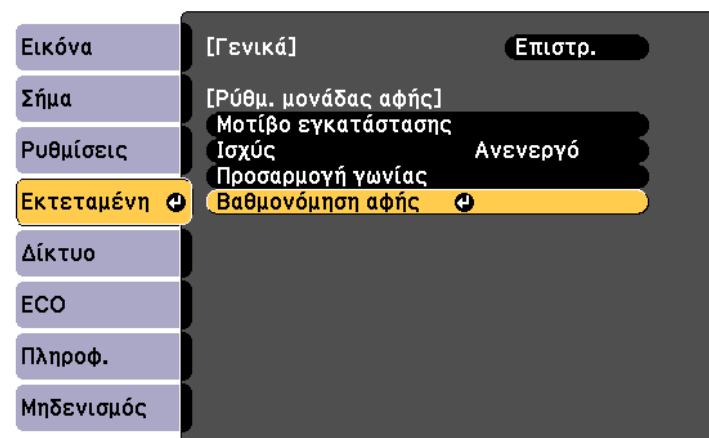 Εικόνα
Σήμα
Ρυθμίσεις
Εκτεταμένη
Δίκτυο
ECO
Πληροφ.
Μηδενισμός
[Γενικά] Επιστρ.
[Ρύθμ. μονάδας αφής]
Μοτίβο εγκατάστασης
Ισχύς Ανενεργό
Προσαρμογή γωνίας
Βαθμονόμηση αφής